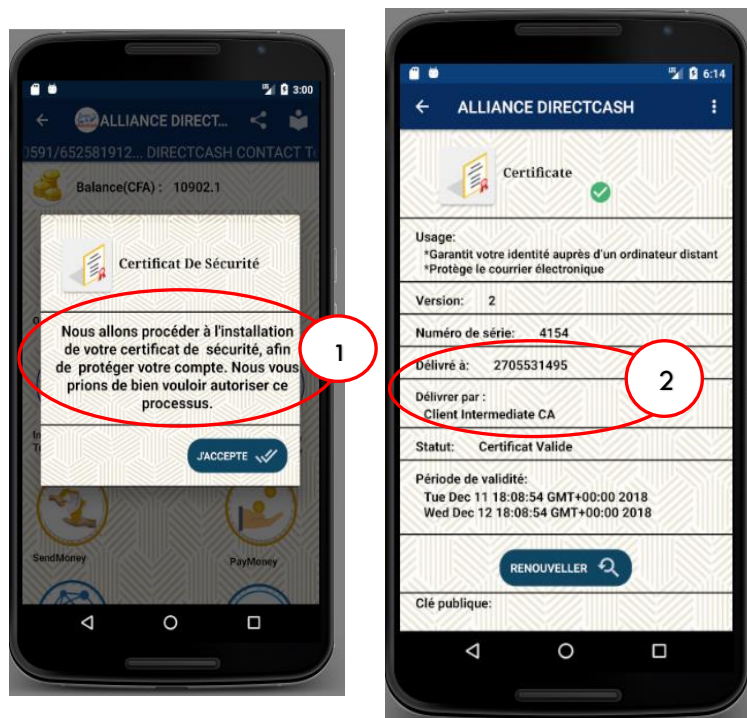 3:00
ALLIANCE DIRECT...
0591/652581912... DIRECTCASH CONTACT
Balance(CFA) : 10902.1
Certificat De Sécurité
Nous allons procéder à l'installation
de votre certificat de sécurité, afin
de protéger votre compte. Nous vous
prions de bien vouloir autoriser ce
processus.
1
J'ACCEPTE
SendMoney
PayMoney
6:14
ALLIANCE DIRECTCASH
Certificate
Usage:
*Garantit votre identité auprès d'un ordinateur distant
*Protège le courrier électronique
Version: 2
Numéro de série: 4154
Délivré à: 2705531495
2
Délivrer par :
Client Intermediate CA
Statut: Certificat Valide
Période de validité:
Tue Dec 11 18:08:54 GMT+00:00 2018
Wed Dec 12 18:08:54 GMT+00:00 2018
RENOUVELLER
Clé publique: